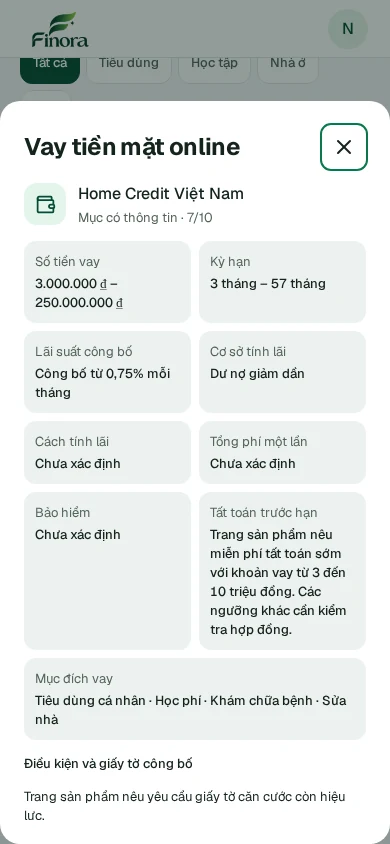 Finora
N
Tất cả
Tiêu dùng
Học tập
Nhà ở
Vay tiền mặt online
Home Credit Việt Nam
Mục có thông tin · 7/10
Số tiền vay
3.000.000 ₫ –
250.000.000 ₫
Kỳ hạn
3 tháng – 57 tháng
Lãi suất công bố
Công bố từ 0,75% mỗi
tháng
Cơ sở tính lãi
Dư nợ giảm dần
Cách tính lãi
Chưa xác định
Tổng phí một lần
Chưa xác định
Bảo hiểm
Chưa xác định
Tất toán trước hạn
Trang sản phẩm nêu
miễn phí tất toán sớm
với khoản vay từ 3 đến
10 triệu đồng. Các
ngưỡng khác cần kiểm
tra hợp đồng.
Mục đích vay
Tiêu dùng cá nhân · Học phí · Khám chữa bệnh · Sửa
nhà
Điều kiện và giấy tờ công bố
Trang sản phẩm nêu yêu cầu giấy tờ căn cước còn hiệu
lực.